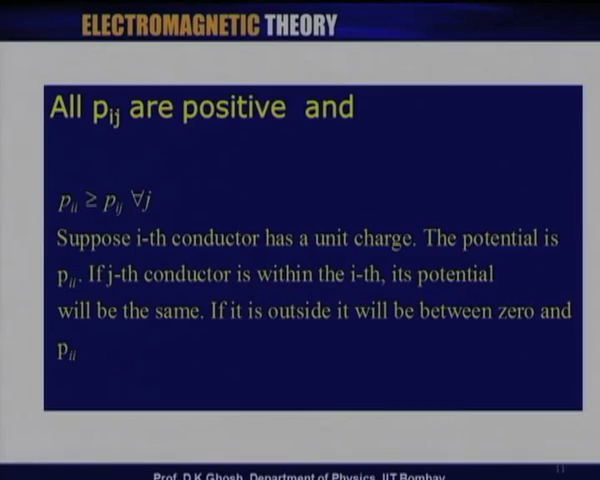 ELECTROMAGNETIC THEORY
All pij are positive and
pii ≥ pij ∀j
Suppose i-th conductor has a unit charge. The potential is
pii. If j-th conductor is within the i-th, its potential
will be the same. If it is outside it will be between zero and
pii
11
Prof. D.K.Ghosh, Department of Physics, IIT Bombay